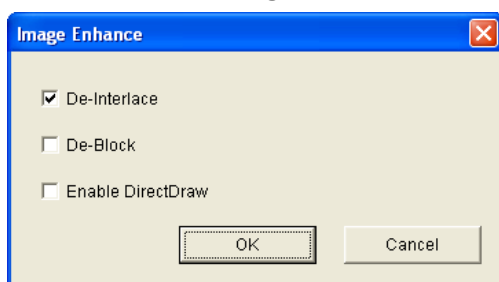 Image Enhance
De-Interlace
De-Block
Enable DirectDraw
OK Cancel